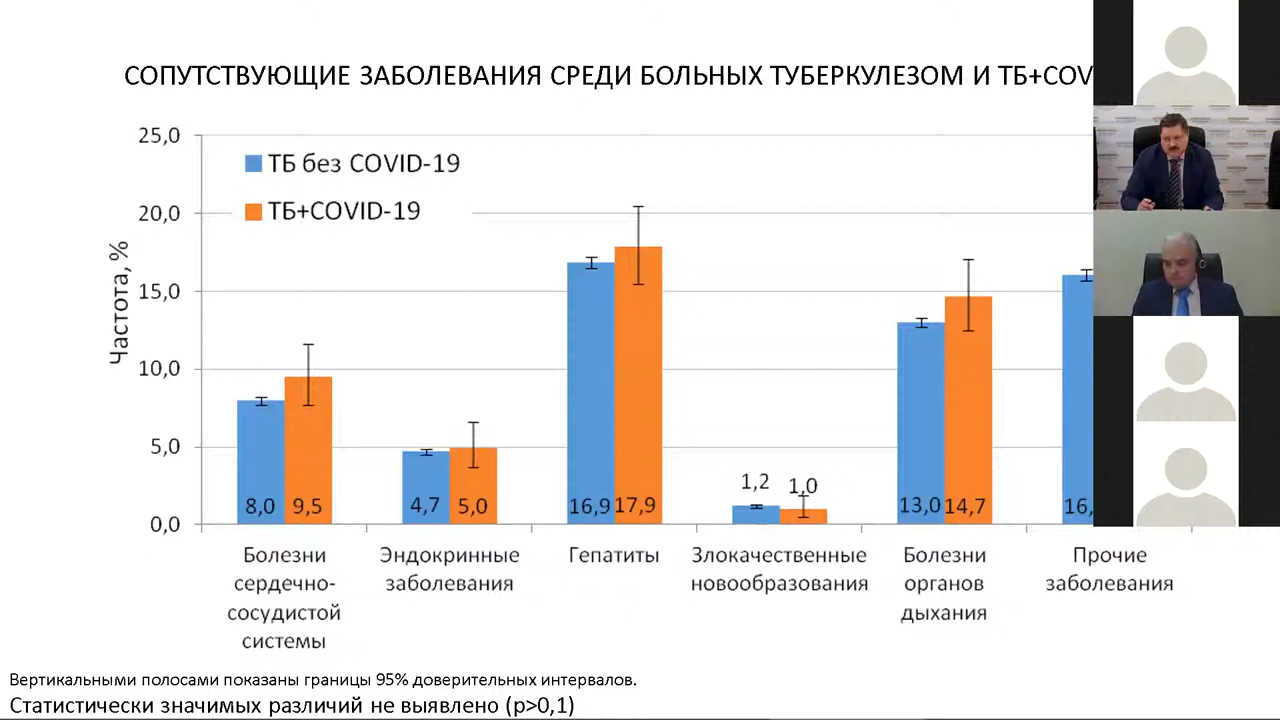 СОПУТСТВУЮЩИЕ ЗАБОЛЕВАНИЯ СРЕДИ БОЛЬНЫХ ТУБЕРКУЛЕЗОМ И ТБ+COV
25,0
20,0
15,0
10,0
5,0
0,0
Частота, %
ТБ без COVID-19
ТБ+COVID-19
8,0 9,5
4,7 5,0
16,9 17,9
1,2 1,0
13,0 14,7
16,
Болезни
сердечно-
сосудистой
системы
Эндокринные
заболевания
Гепатиты
Злокачественные
новообразования
Болезни
органов
дыхания
Прочие
заболевания
Вертикальными полосами показаны границы 95% доверительных интервалов.
Статистически значимых различий не выявлено (p>0,1)